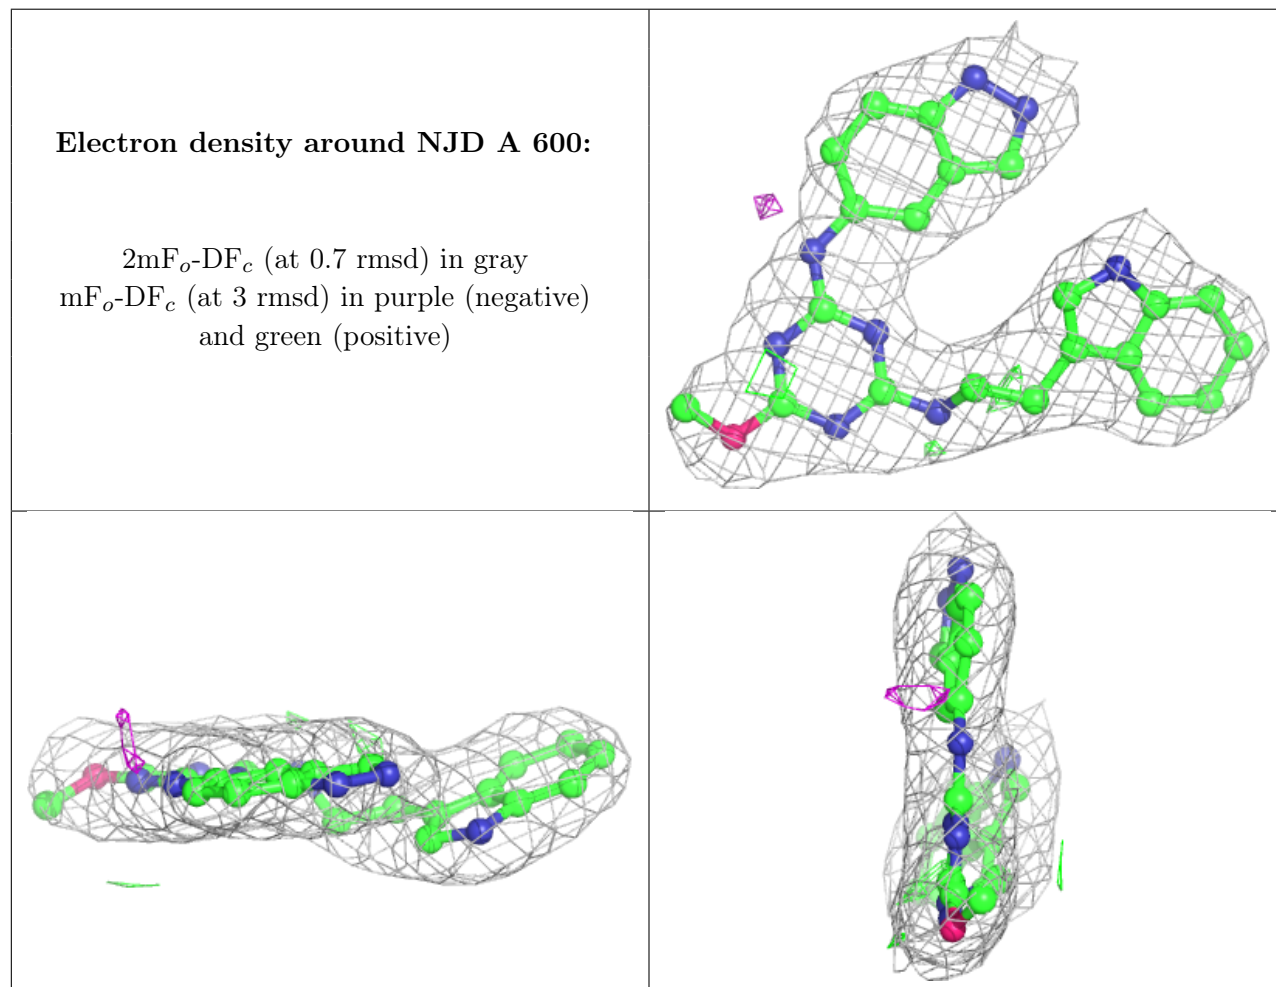 Electron density around NJD A 600:
2mFₒ-DF𝒸 (at 0.7 rmsd) in gray
mFₒ-DF𝒸 (at 3 rmsd) in purple (negative)
and green (positive)